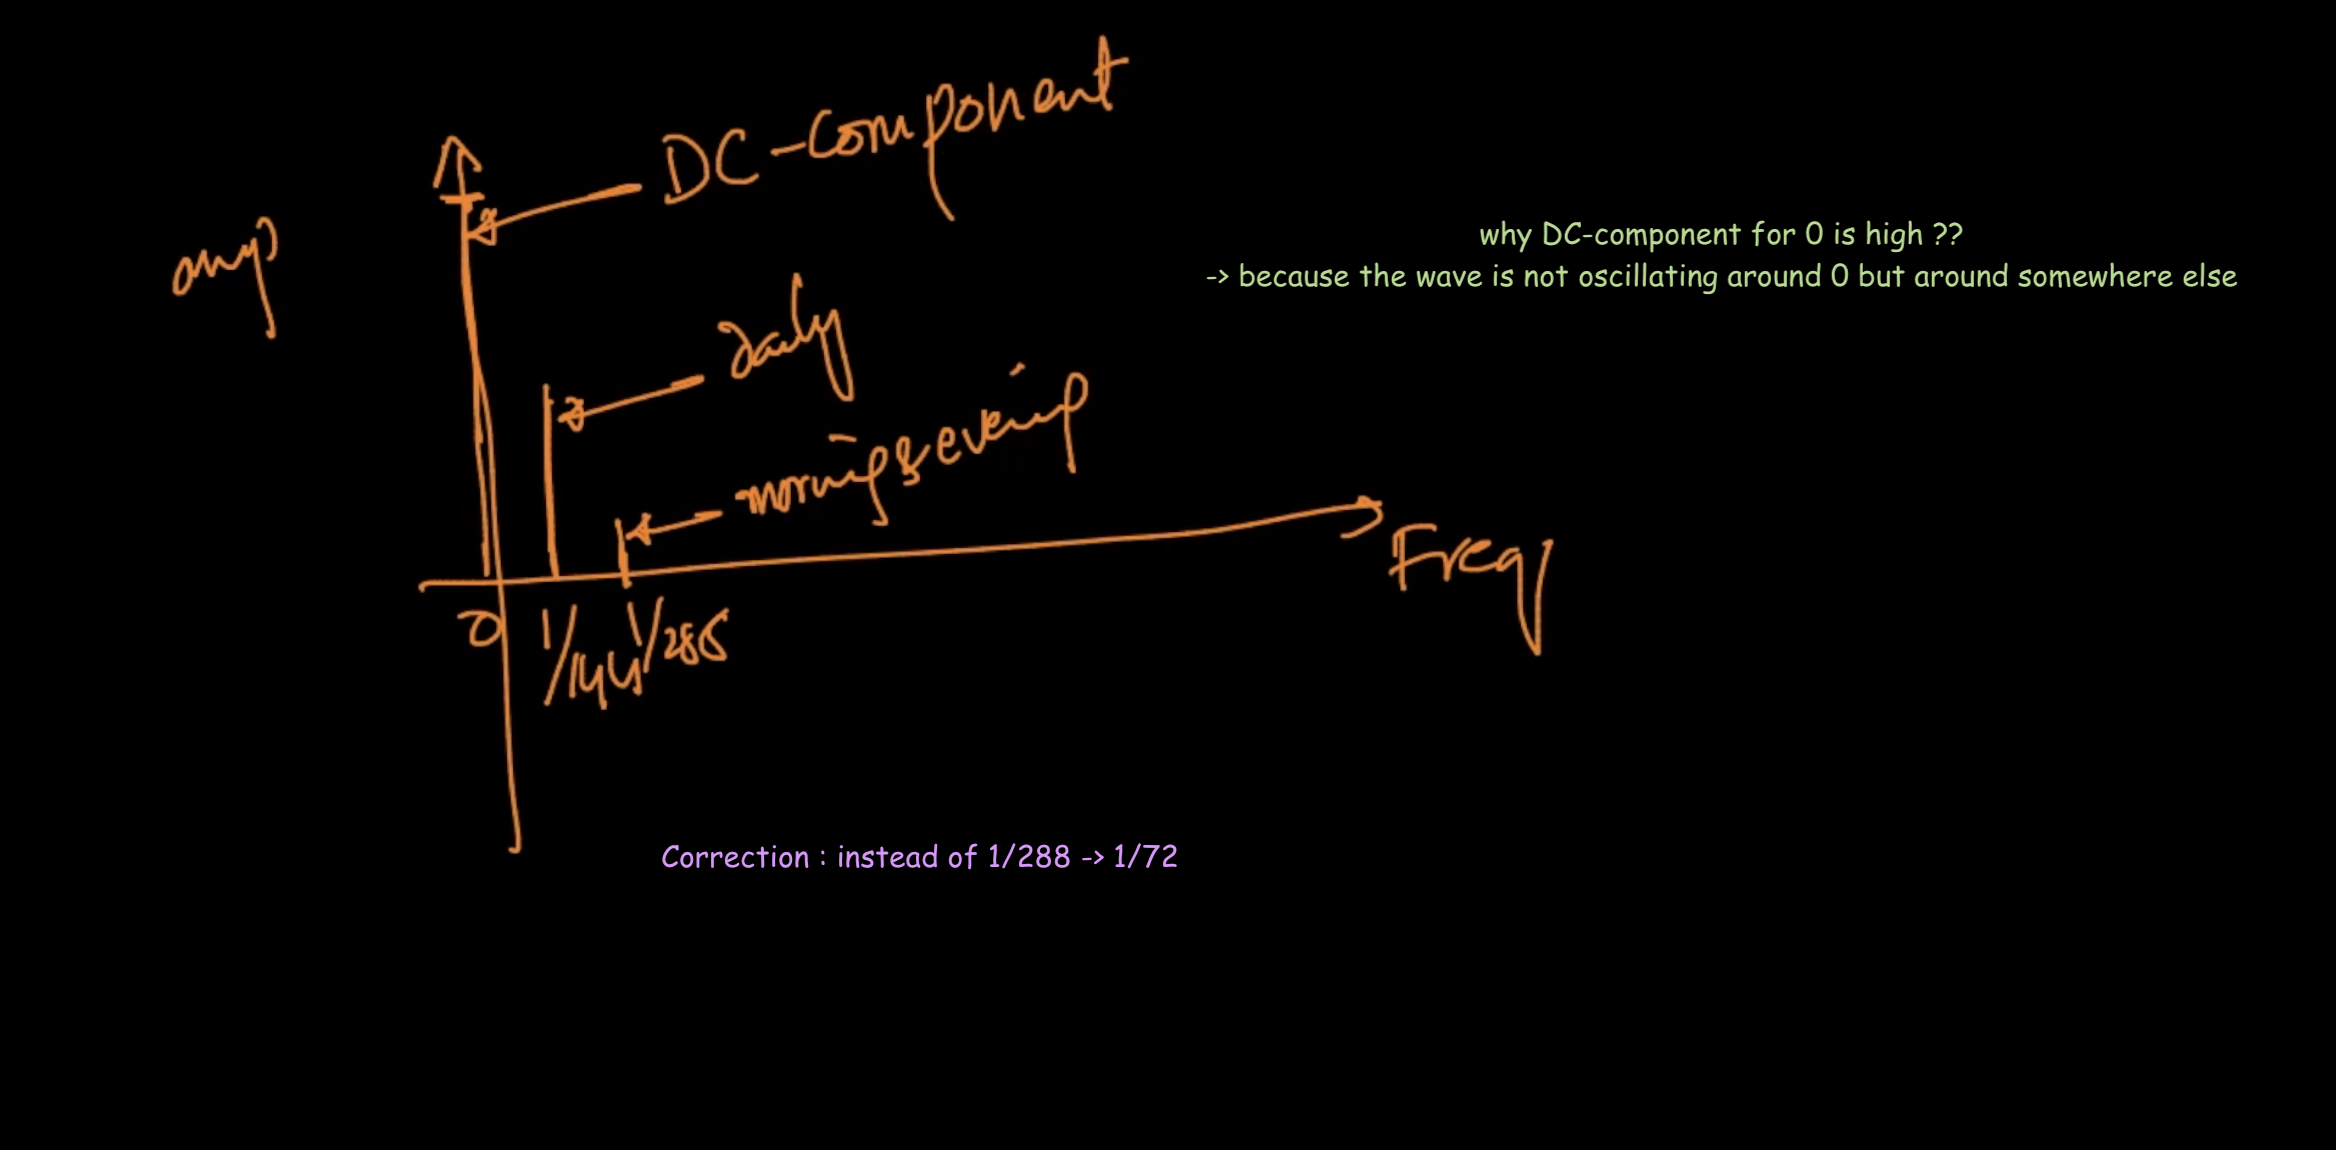 DC-component
amp
why DC-component for 0 is high ??
-> because the wave is not oscillating around 0 but around somewhere else
daily
morning & evening
Freq
0 1/144 1/288
Correction : instead of 1/288 -> 1/72